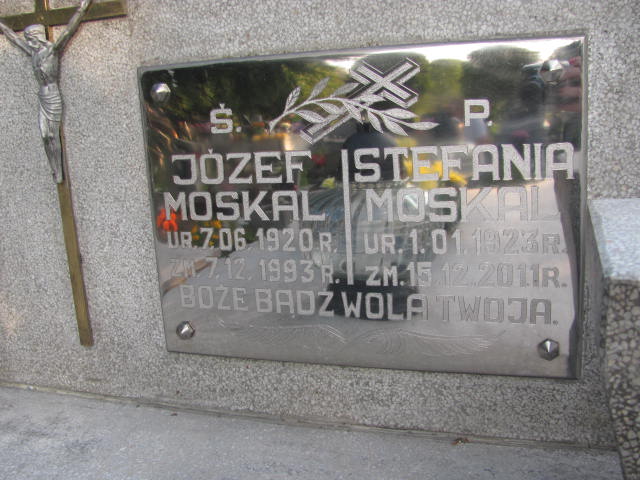 Ś. P.
JÓZEF STEFANIA
MOSKAL MOSKAL
UR. 7.06.1920 R. UR. 1.01.1923 R.
ZM. 7.12.1993 R. ZM. 15.12.2011 R.
BOŻE BĄDŹ WOLA TWOJA.